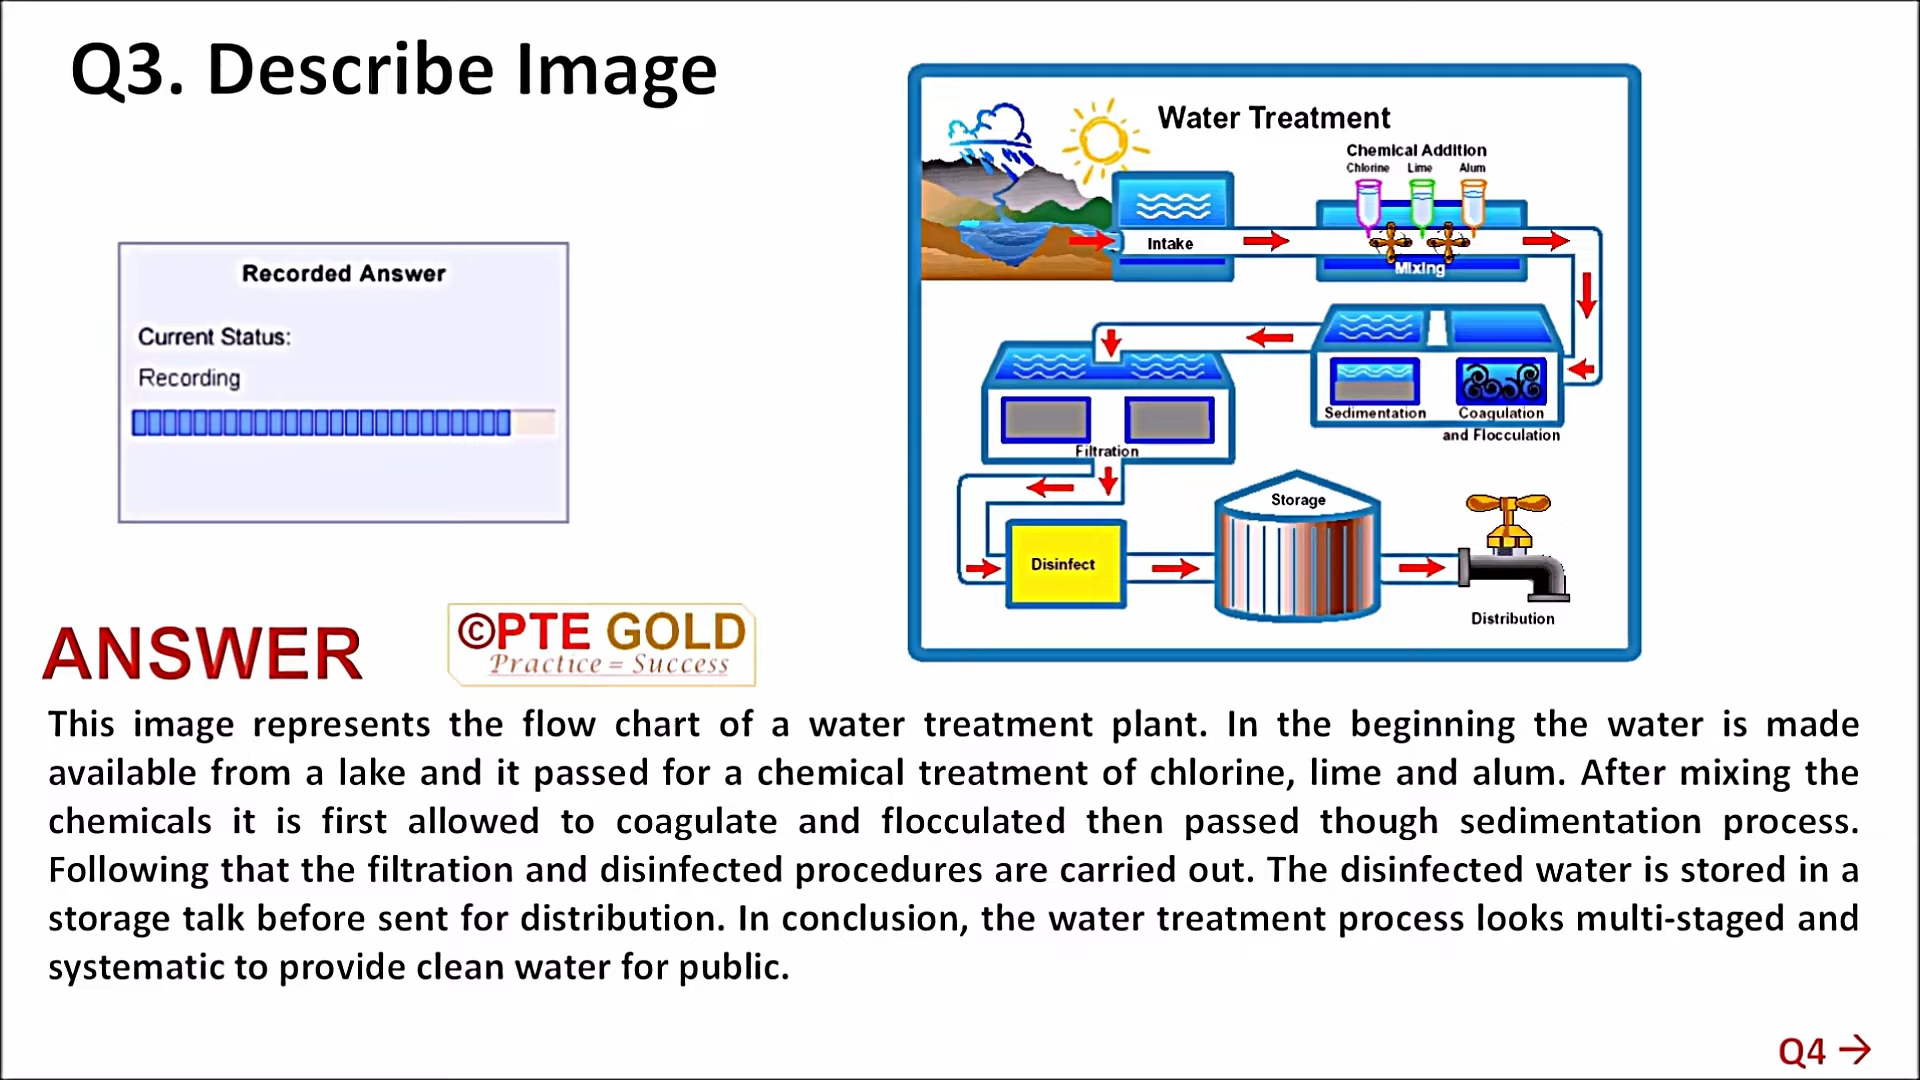 Q3. Describe Image
Water Treatment
Chemical Addition
Chlorine Lime Alum
Intake
Mixing
Recorded Answer
Current Status:
Recording
Sedimentation Coagulation
and Flocculation
Filtration
Storage
Disinfect
Distribution
ANSWER
©PTE GOLD
Practice = Success
This image represents the flow chart of a water treatment plant. In the beginning the water is made
available from a lake and it passed for a chemical treatment of chlorine, lime and alum. After mixing the
chemicals it is first allowed to coagulate and flocculated then passed though sedimentation process.
Following that the filtration and disinfected procedures are carried out. The disinfected water is stored in a
storage talk before sent for distribution. In conclusion, the water treatment process looks multi-staged and
systematic to provide clean water for public.
Q4 →